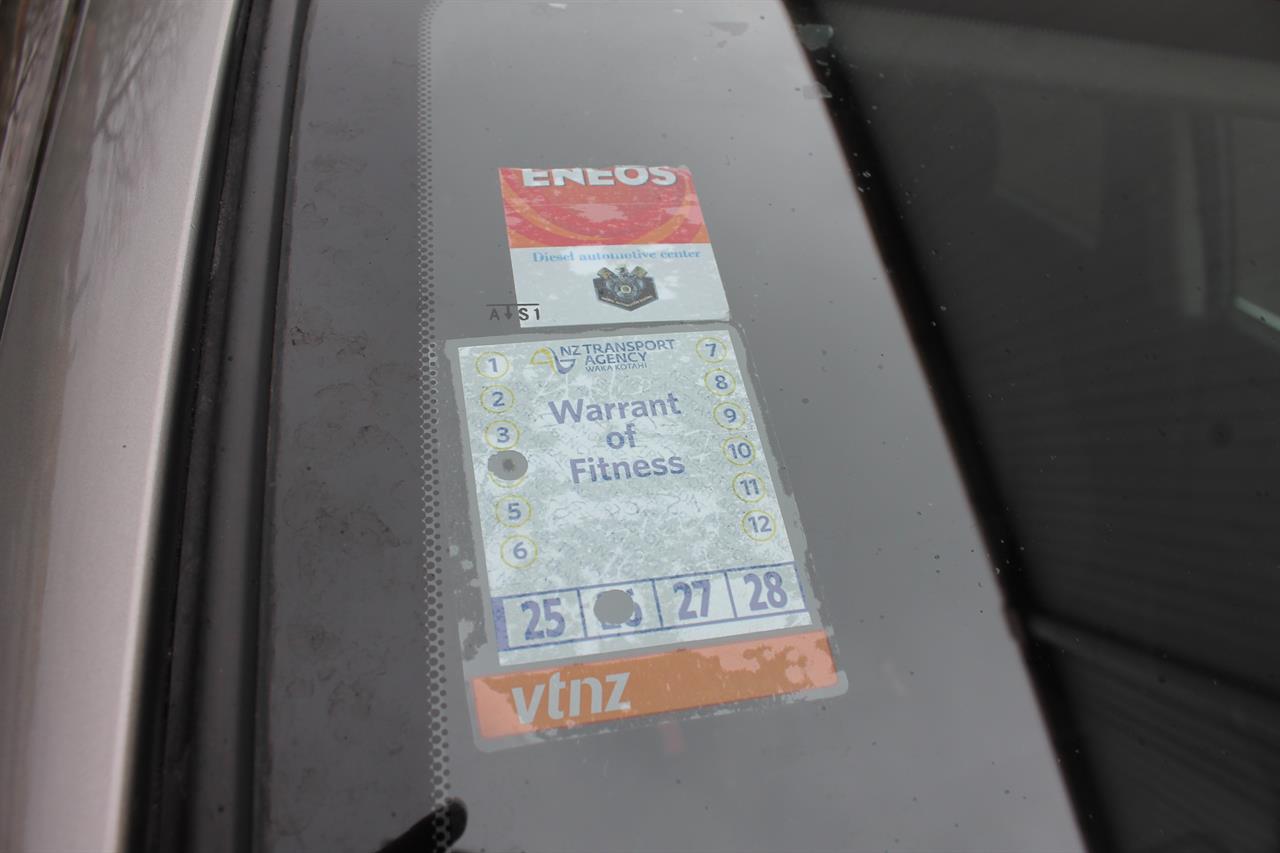 ENEOS
Diesel automotive center
A S1
NZ TRANSPORT
AGENCY
WAKA KOTAHI
1 7
2 8
3 9
10
5 11
6 12
Warrant
of
Fitness
25 27 28
vtnz